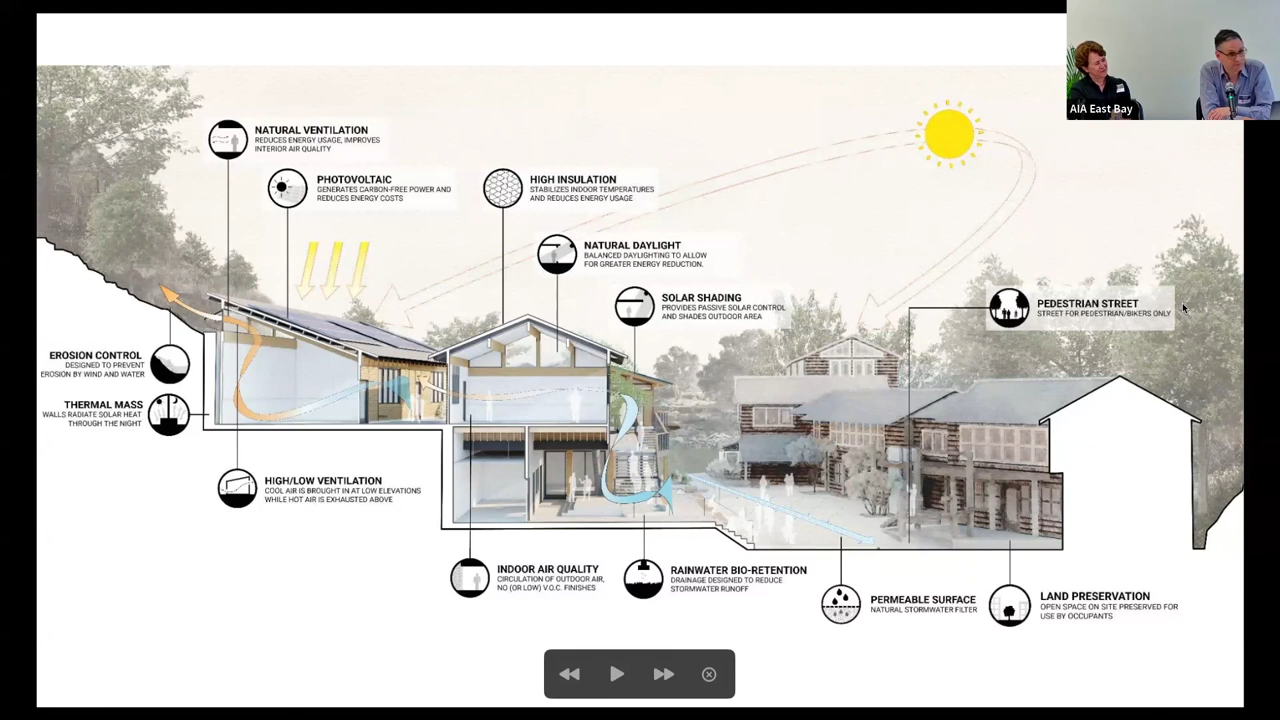 AIA East Bay
NATURAL VENTILATION
REDUCES ENERGY USAGE, IMPROVES
INTERIOR AIR QUALITY
PHOTOVOLTAIC
GENERATES CARBON-FREE POWER AND
REDUCES ENERGY COSTS
HIGH INSULATION
STABILIZES INDOOR TEMPERATURES
AND REDUCES ENERGY USAGE
NATURAL DAYLIGHT
BALANCED DAYLIGHTING TO ALLOW
FOR GREATER ENERGY REDUCTION.
SOLAR SHADING
PROVIDES PASSIVE SOLAR CONTROL
AND SHADES OUTDOOR AREA
PEDESTRIAN STREET
STREET FOR PEDESTRIAN/BIKERS ONLY
EROSION CONTROL
DESIGNED TO PREVENT
EROSION BY WIND AND WATER
THERMAL MASS
WALLS RADIATE SOLAR HEAT
THROUGH THE NIGHT
HIGH/LOW VENTILATION
COOL AIR IS BROUGHT IN AT LOW ELEVATIONS
WHILE HOT AIR IS EXHAUSTED ABOVE
INDOOR AIR QUALITY
CIRCULATION OF OUTDOOR AIR,
NO (OR LOW) V.O.C. FINISHES
RAINWATER BIO-RETENTION
DRAINAGE DESIGNED TO REDUCE
STORMWATER RUNOFF
PERMEABLE SURFACE
NATURAL STORMWATER FILTER
LAND PRESERVATION
OPEN SPACE ON SITE PRESERVED FOR
USE BY OCCUPANTS